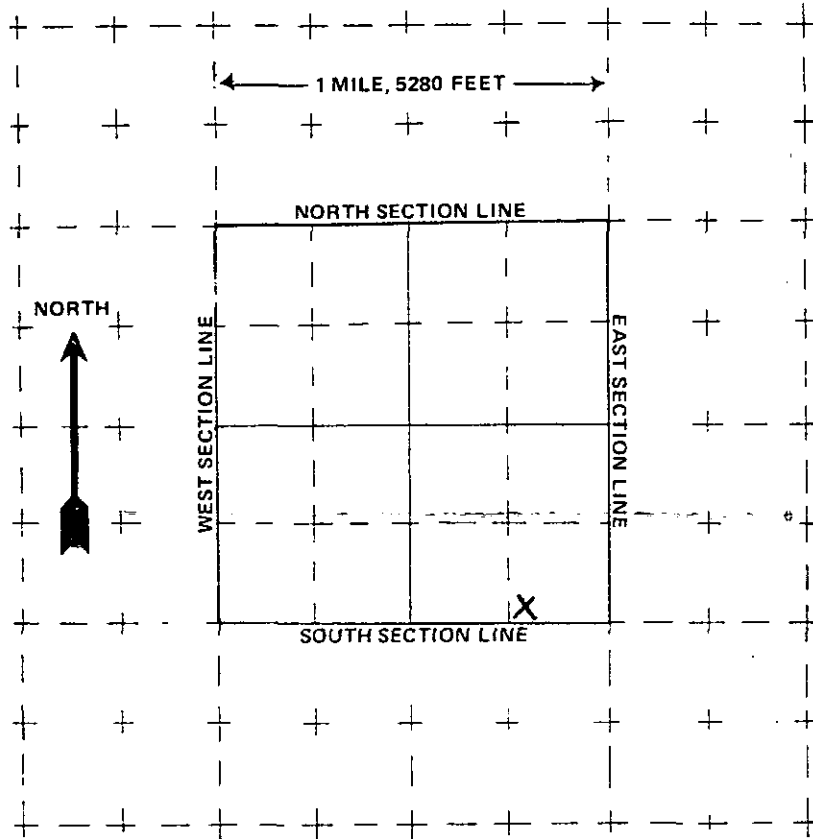 1 MILE, 5280 FEET
NORTH SECTION LINE
NORTH
WEST SECTION LINE
EAST SECTION LINE
X
SOUTH SECTION LINE